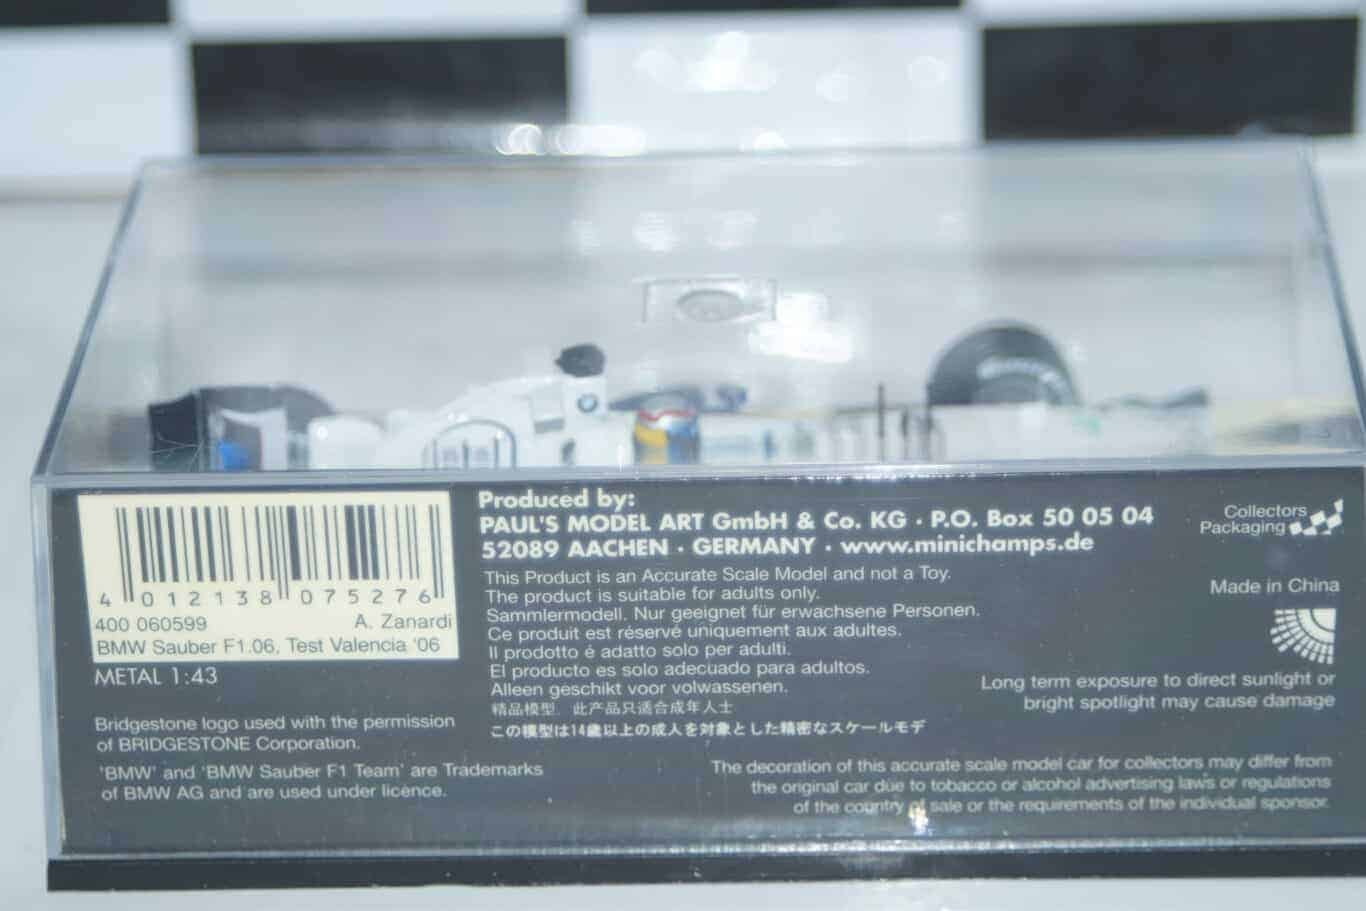 4 012138 075276
400 060599 A. Zanardi
BMW Sauber F1.06, Test Valencia '06
METAL 1:43
Bridgestone logo used with the permission
of BRIDGESTONE Corporation.
'BMW' and 'BMW Sauber F1 Team' are Trademarks
of BMW AG and are used under licence.
Produced by:
PAUL'S MODEL ART GmbH & Co. KG · P.O. Box 50 05 04
52089 AACHEN · GERMANY · www.minichamps.de
This Product is an Accurate Scale Model and not a Toy.
The product is suitable for adults only.
Sammlermodell. Nur geeignet für erwachsene Personen.
Ce produit est réservé uniquement aux adultes.
Il prodotto é adatto solo per adulti.
El producto es solo adecuado para adultos.
Alleen geschikt voor volwassenen.
精品模型，此产品只适合成年人士
この模型は14歳以上の成人を対象とした精密なスケールモデ
Collectors
Packaging
Made in China
Long term exposure to direct sunlight or
bright spotlight may cause damage
The decoration of this accurate scale model car for collectors may differ from
the original car due to tobacco or alcohol advertising laws or regulations
of the country of sale or the requirements of the individual sponsor.